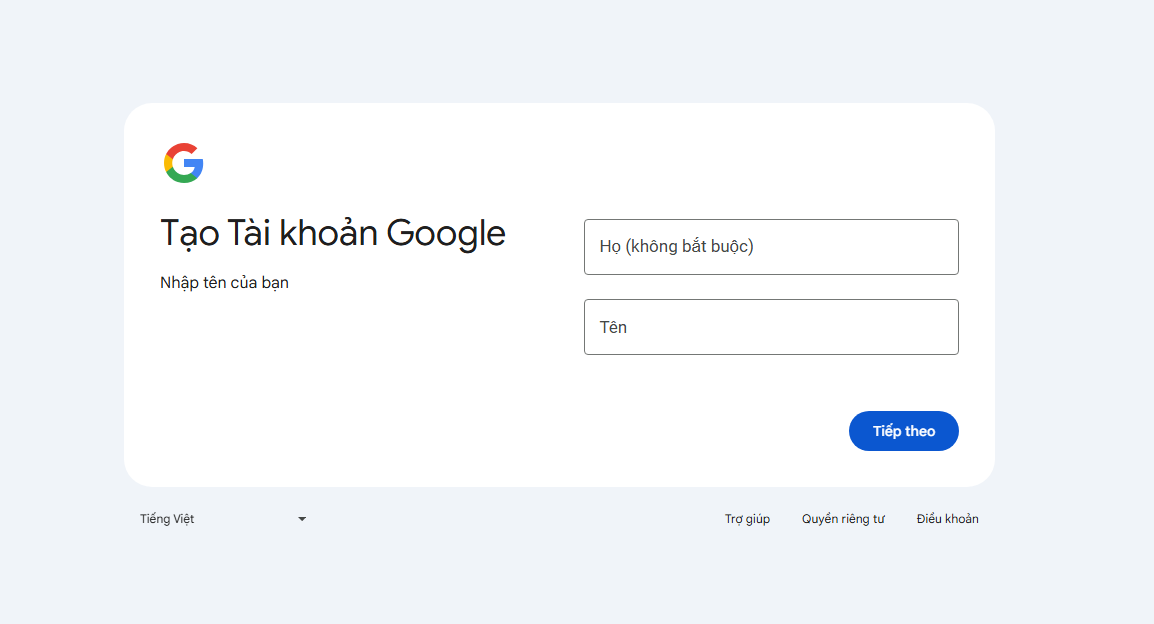 Tạo Tài khoản Google
Nhập tên của bạn
Họ (không bắt buộc)
Tên
Tiếp theo
Tiếng Việt
Trợ giúp
Quyền riêng tư
Điều khoản